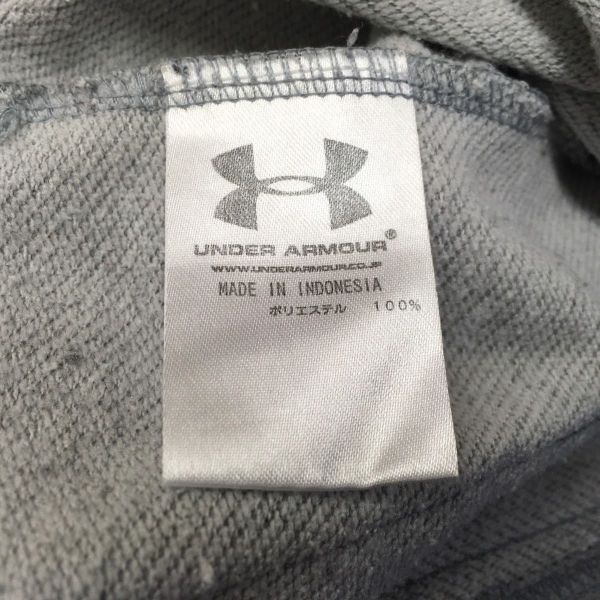 UNDER ARMOUR®
WWW.UNDERARMOUR.CO.JP
MADE IN INDONESIA
ポリエステル 100%